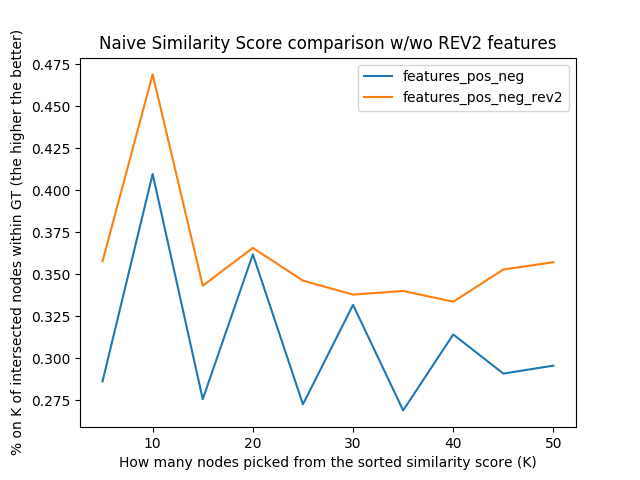 Naive Similarity Score comparison w/wo REV2 features
features_pos_neg
features_pos_neg_rev2
% on K of intersected nodes within GT (the higher the better)
0.475
0.450
0.425
0.400
0.375
0.350
0.325
0.300
0.275
10 20 30 40 50
How many nodes picked from the sorted similarity score (K)